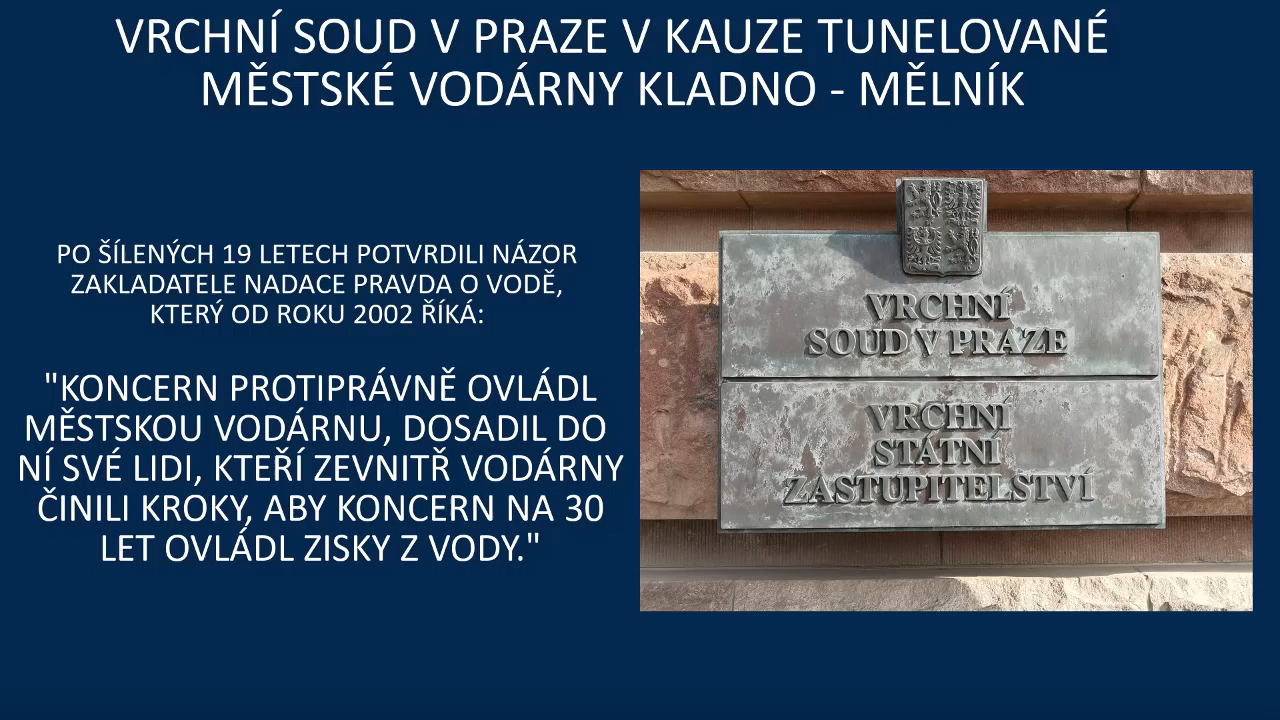 VRCHNÍ SOUD V PRAZE V KAUZE TUNELOVANÉ
MĚSTSKÉ VODÁRNY KLADNO - MĚLNÍK
PO ŠÍLENÝCH 19 LETECH POTVRDILI NÁZOR
ZAKLADATELE NADACE PRAVDA O VODĚ,
KTERÝ OD ROKU 2002 ŘÍKÁ:
"KONCERN PROTIPRÁVNĚ OVLÁDL
MĚSTSKOU VODÁRNU, DOSADIL DO
NÍ SVÉ LIDI, KTEŘÍ ZEVNITŘ VODÁRNY
ČINILI KROKY, ABY KONCERN NA 30
LET OVLÁDL ZISKY Z VODY."
VRCHNÍ
SOUD V PRAZE
VRCHNÍ
STÁTNÍ
ZASTUPITELSTVÍ